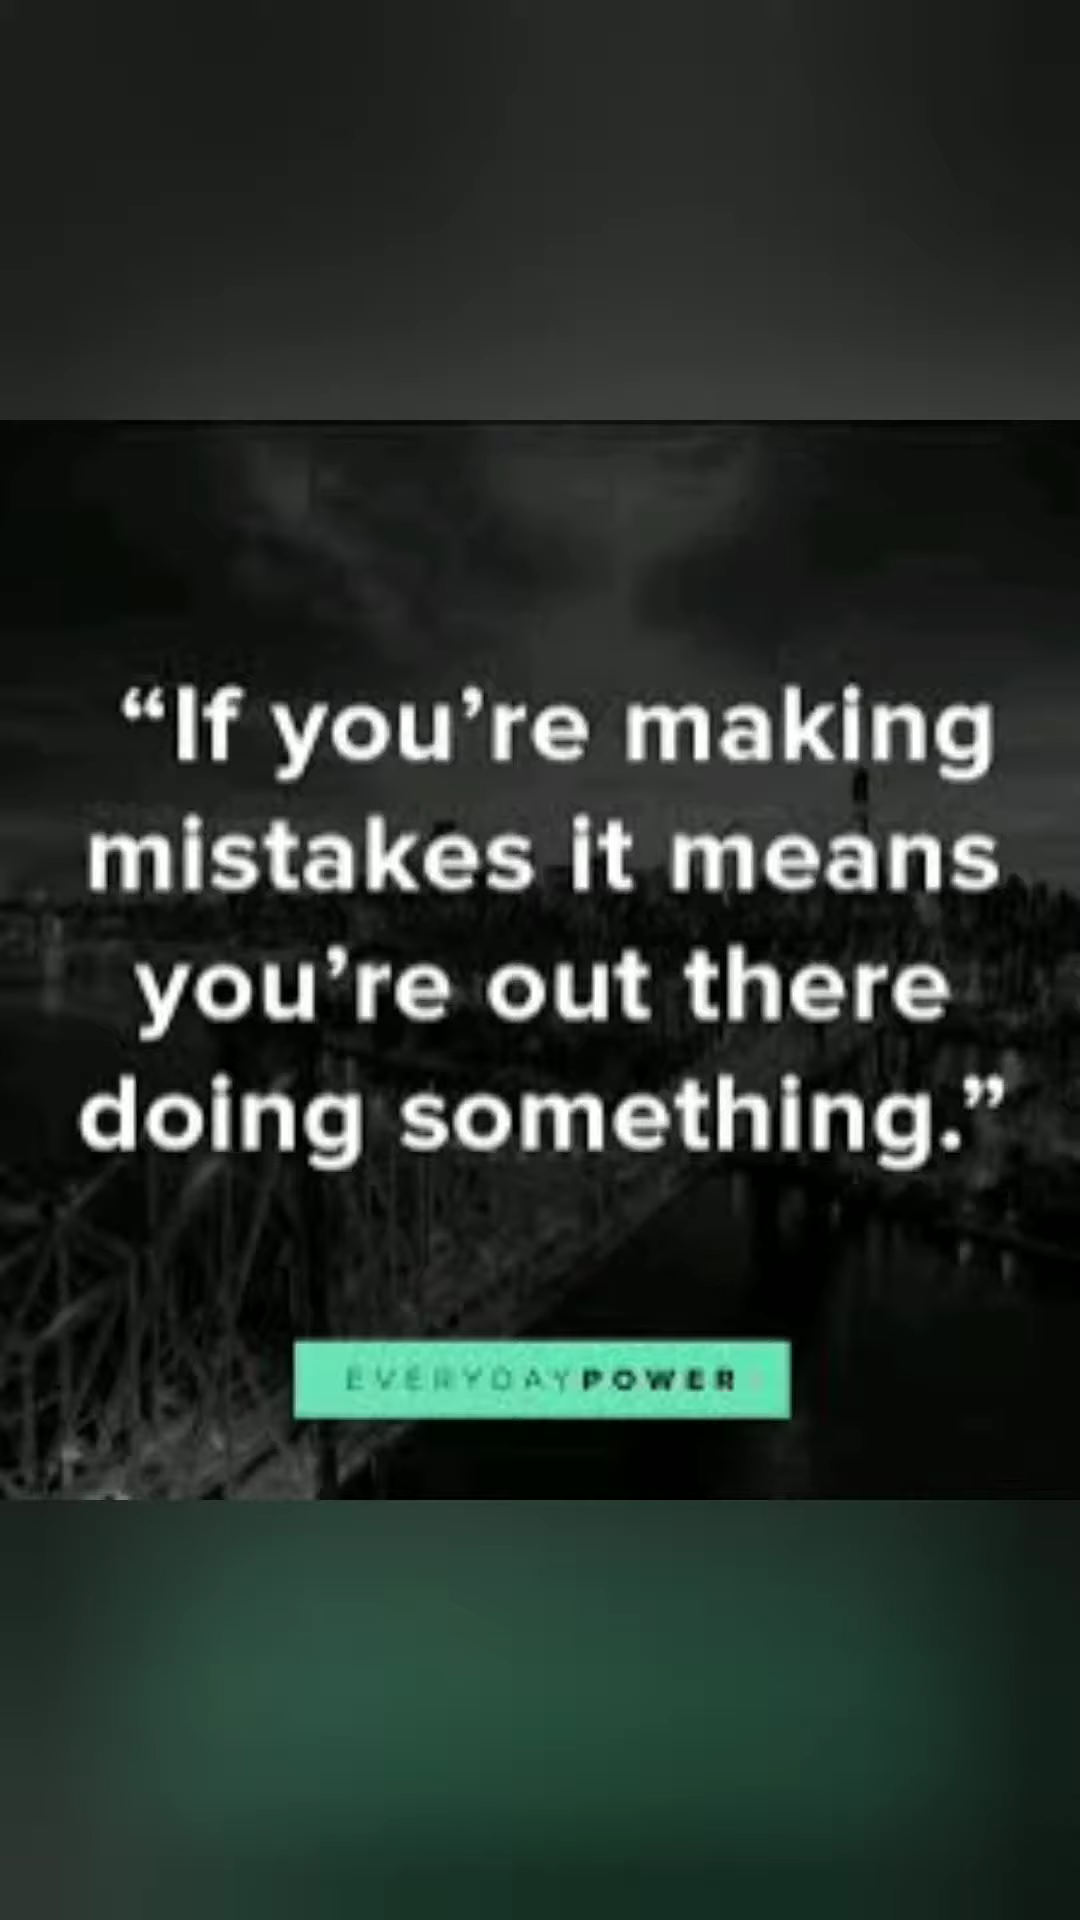 “If you’re making
mistakes it means
you’re out there
doing something.”
EVERYDAYPOWER